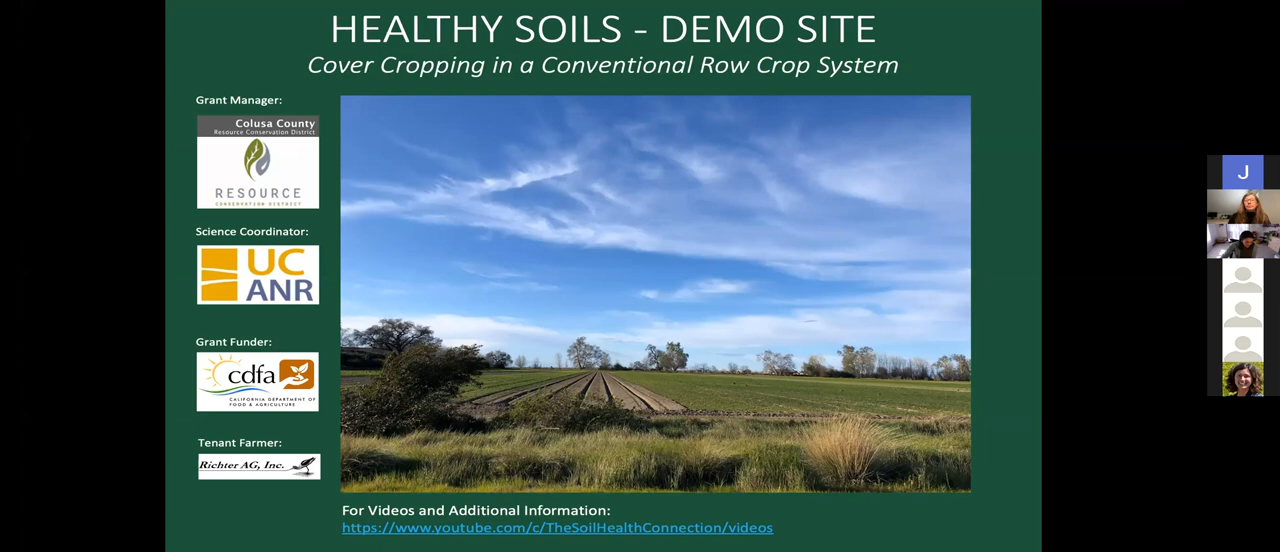 HEALTHY SOILS - DEMO SITE
Cover Cropping in a Conventional Row Crop System
Grant Manager:
Colusa County
Resource Conservation District
RESOURCE
CONSERVATION DISTRICT
Science Coordinator:
UC
ANR
Grant Funder:
cdfa
CALIFORNIA DEPARTMENT OF
FOOD & AGRICULTURE
Tenant Farmer:
Richter AG, Inc.
For Videos and Additional Information:
https://www.youtube.com/c/TheSoilHealthConnection/videos
J